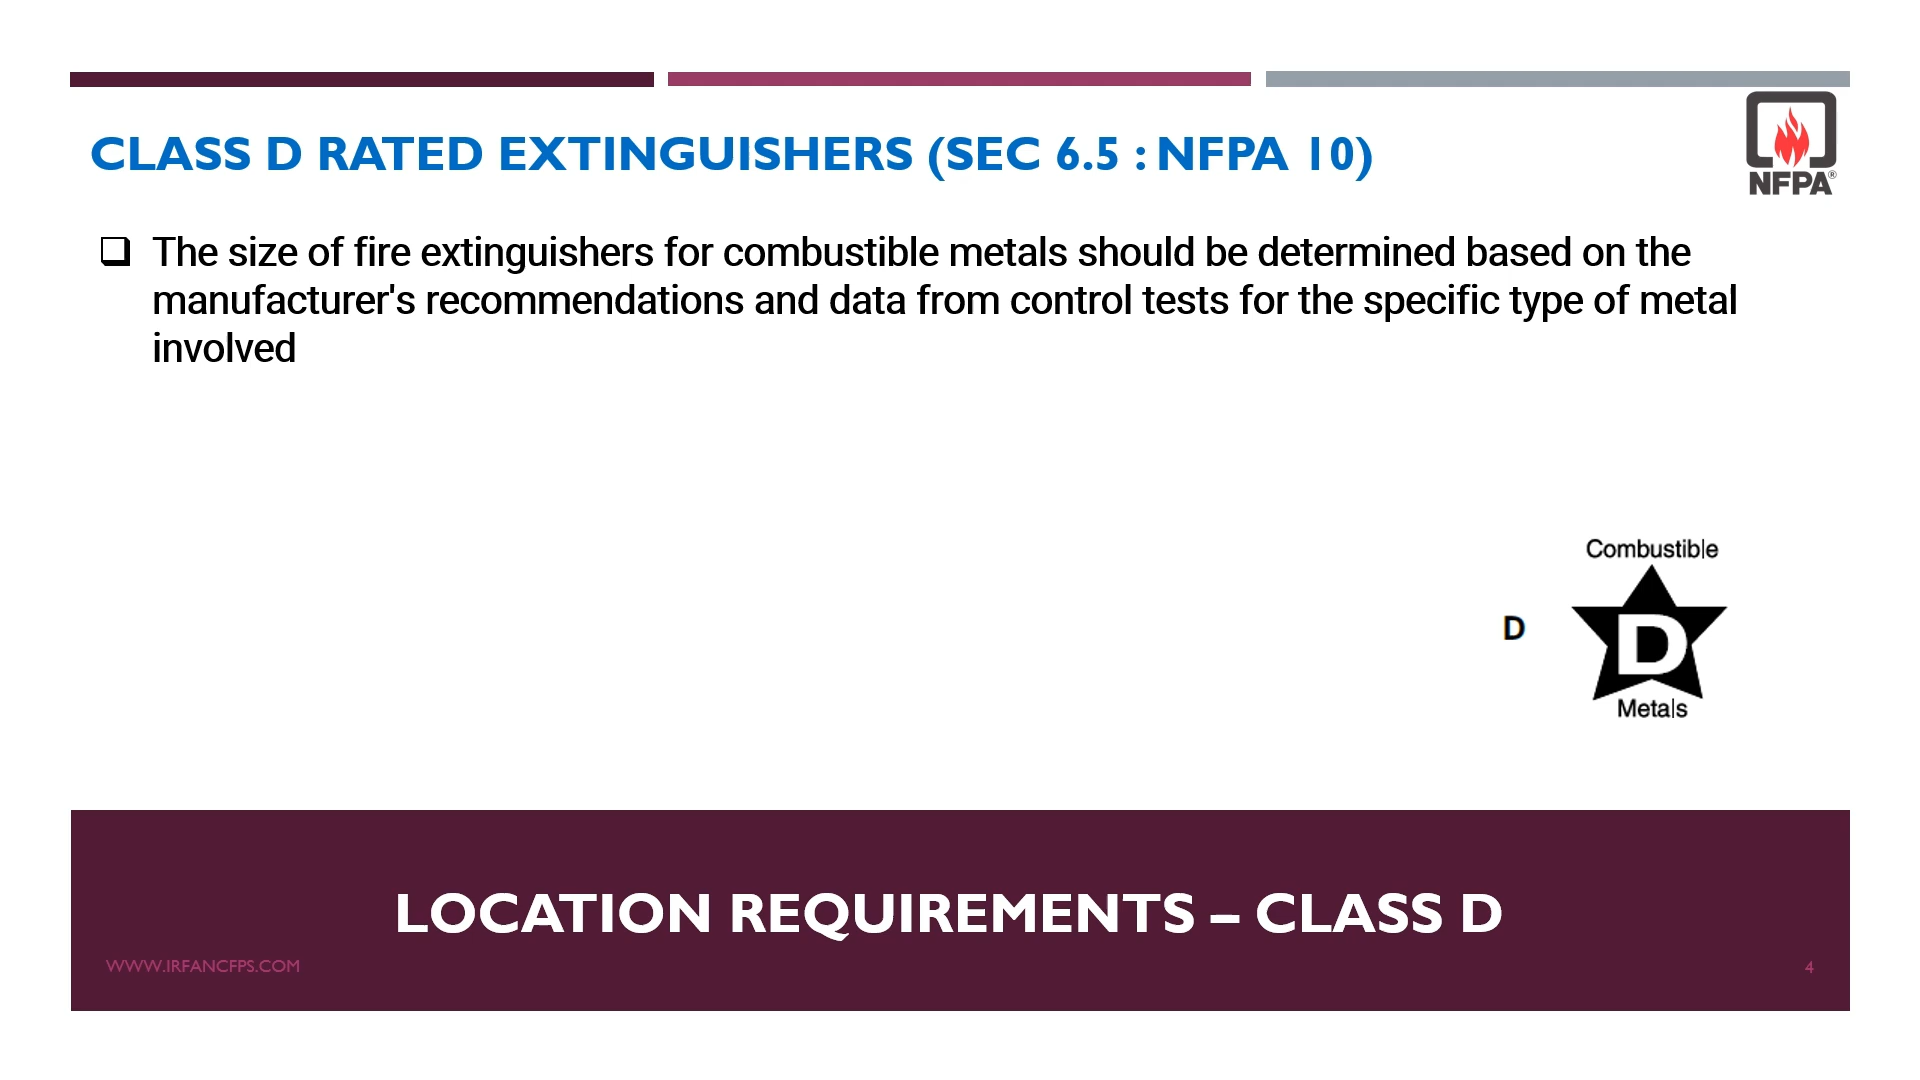 CLASS D RATED EXTINGUISHERS (SEC 6.5 : NFPA 10)
NFPA®
The size of fire extinguishers for combustible metals should be determined based on the
manufacturer's recommendations and data from control tests for the specific type of metal
involved
Combustible
D
D
Metals
LOCATION REQUIREMENTS – CLASS D
WWW.IRFANCFPS.COM
4